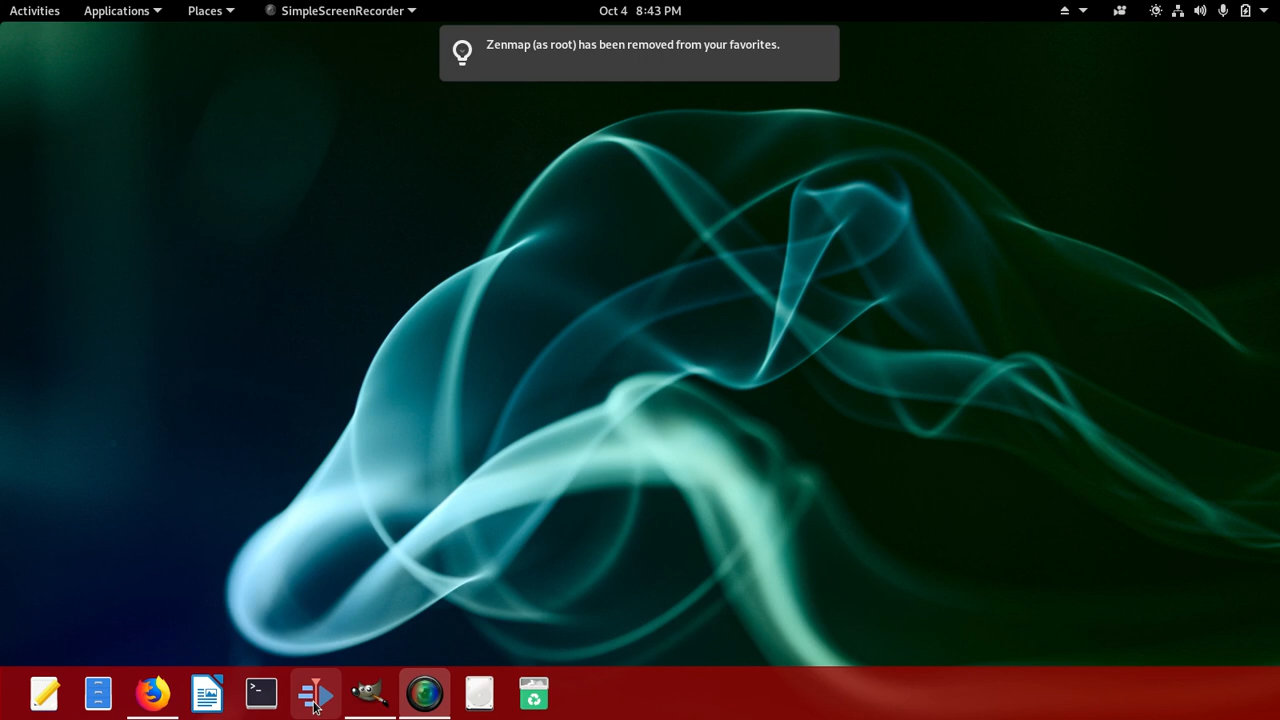 Activities Applications Places SimpleScreenRecorder Oct 4 8:43 PM
Zenmap (as root) has been removed from your favorites.
>_